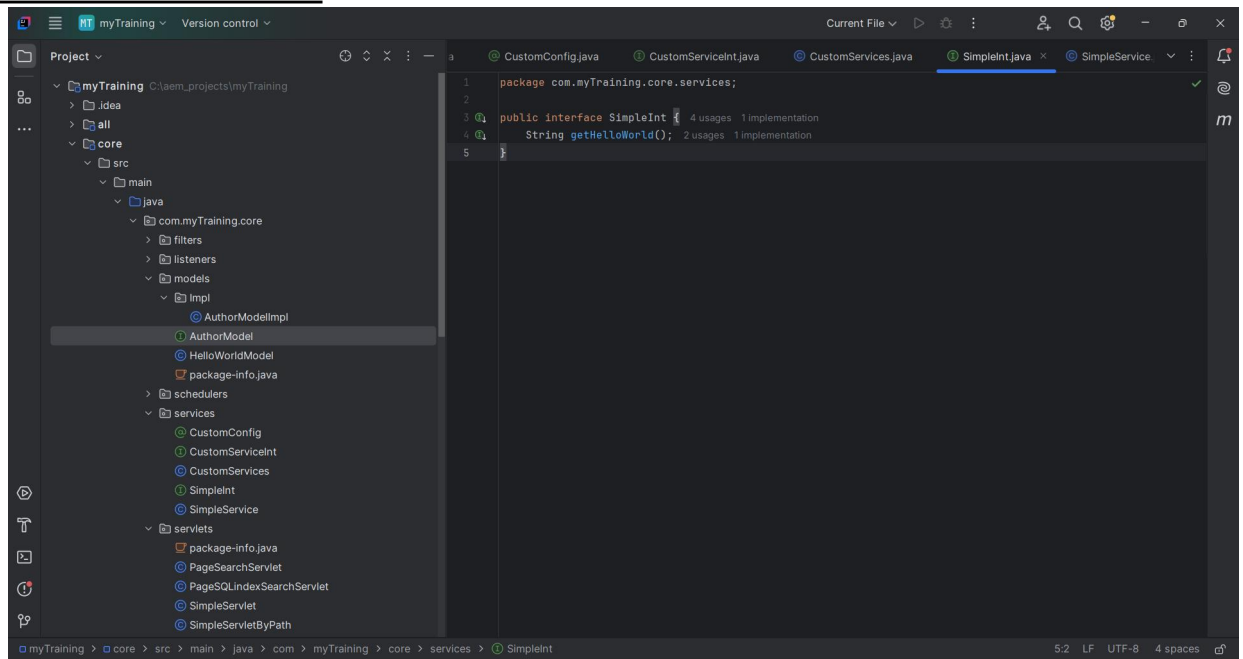 MT myTraining Version control Current File
Project
a CustomConfig.java CustomServiceInt.java CustomServices.java SimpleInt.java SimpleService.
myTraining C:\aem_projects\myTraining
.idea
all
core
src
main
java
com.myTraining.core
filters
listeners
models
Impl
AuthorModelImpl
AuthorModel
HelloWorldModel
package-info.java
schedulers
services
CustomConfig
CustomServiceInt
CustomServices
SimpleInt
SimpleService
servlets
package-info.java
PageSearchServlet
PageSQLindexSearchServlet
SimpleServlet
SimpleServletByPath
1 package com.myTraining.core.services;
2
3 public interface SimpleInt { 4 usages 1 implementation
4 String getHelloWorld(); 2 usages 1 implementation
5 }
m
myTraining > core > src > main > java > com > myTraining > core > services > SimpleInt 5:2 LF UTF-8 4 spaces